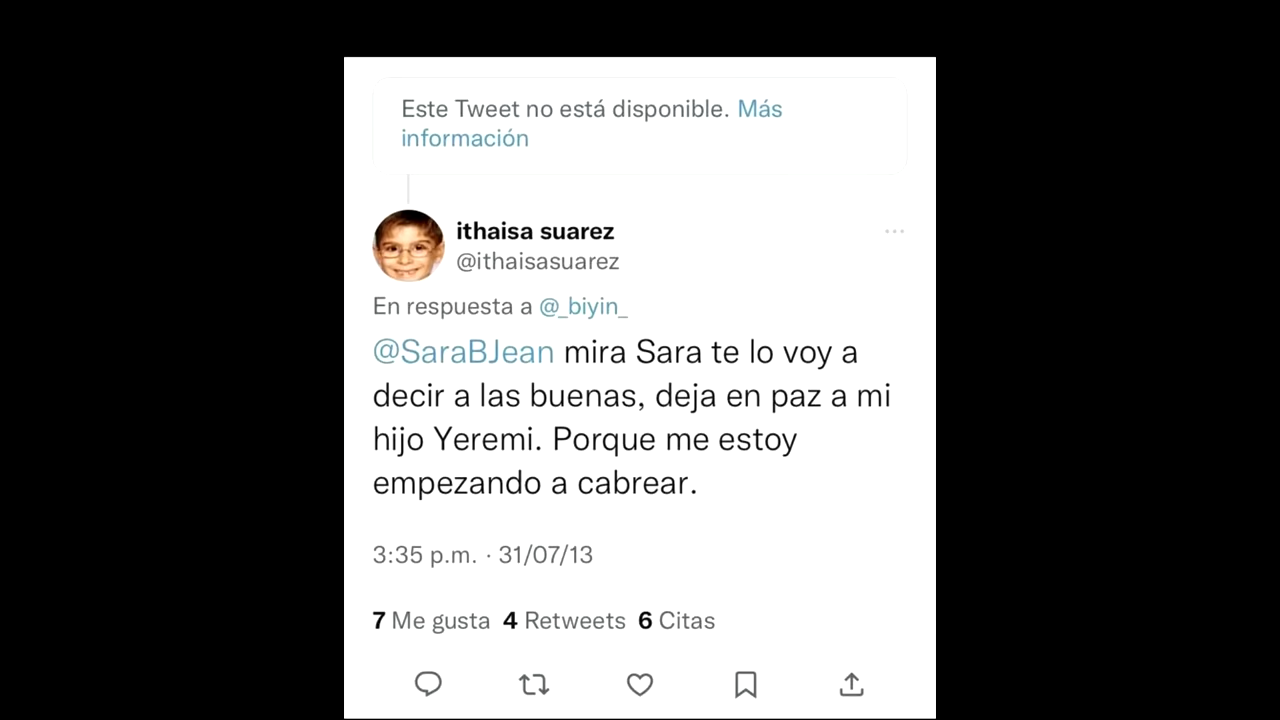 Este Tweet no está disponible. Más
información
ithaisa suarez
@ithaisasuarez
En respuesta a @_biyin_
@SaraBJean mira Sara te lo voy a
decir a las buenas, deja en paz a mi
hijo Yeremi. Porque me estoy
empezando a cabrear.
3:35 p.m. · 31/07/13
7 Me gusta 4 Retweets 6 Citas